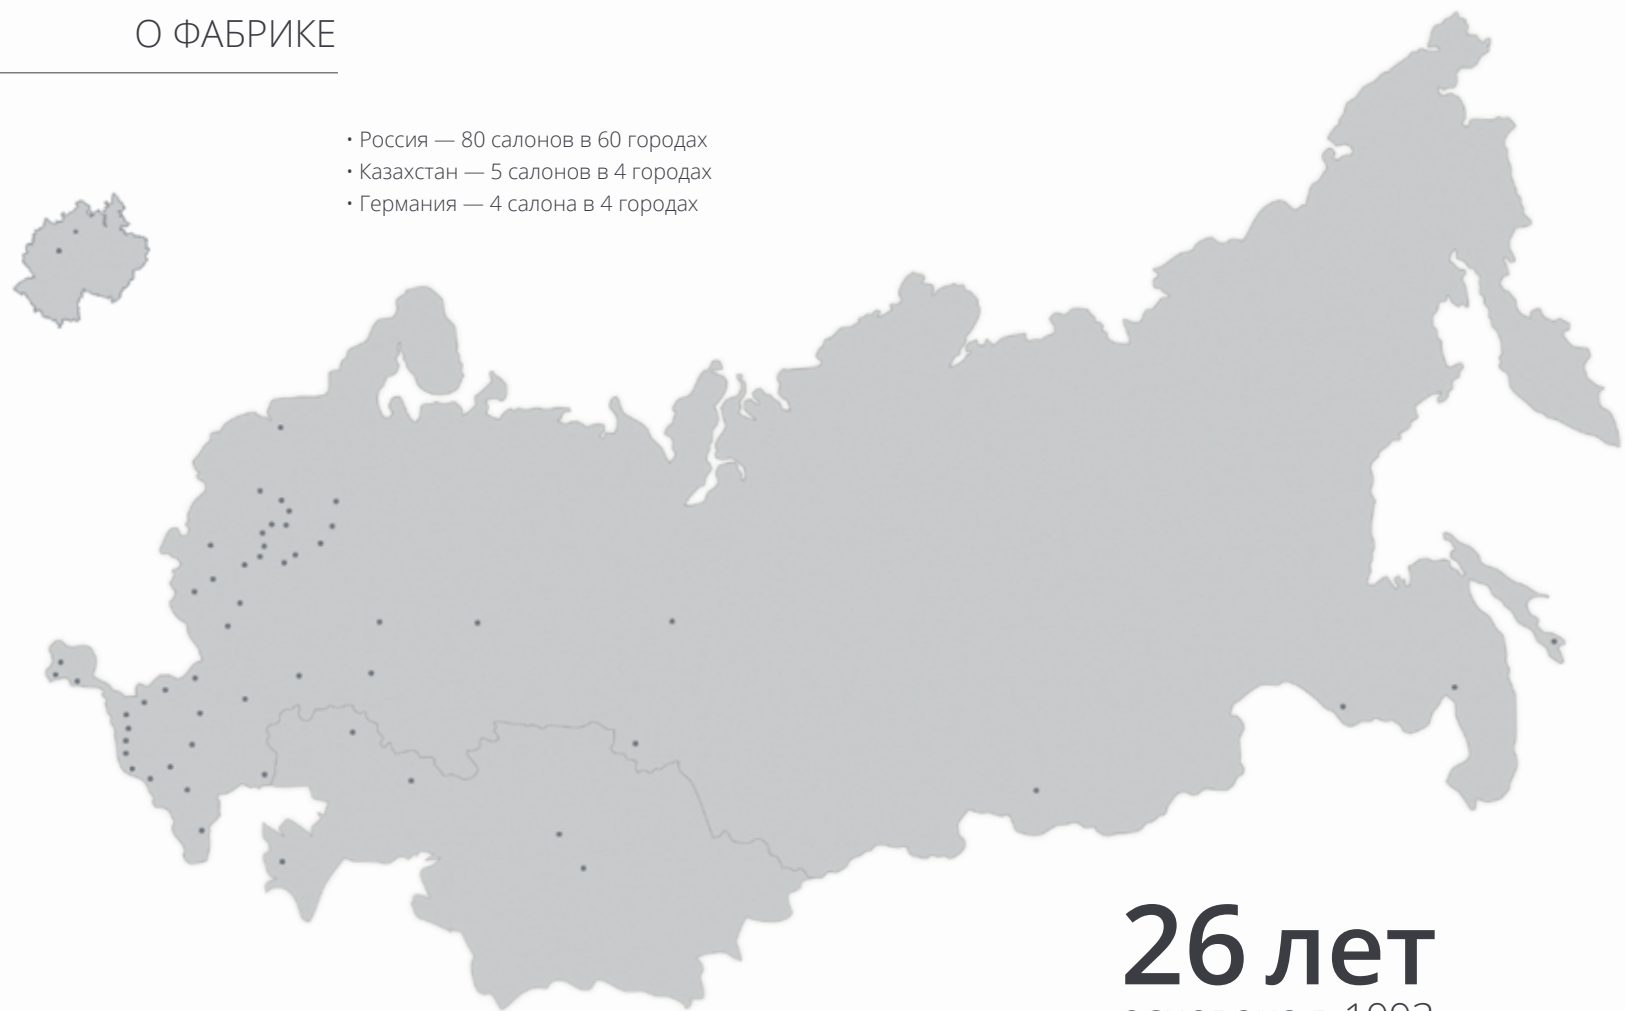 О ФАБРИКЕ
• Россия — 80 салонов в 60 городах
• Казахстан — 5 салонов в 4 городах
• Германия — 4 салона в 4 городах
26 лет